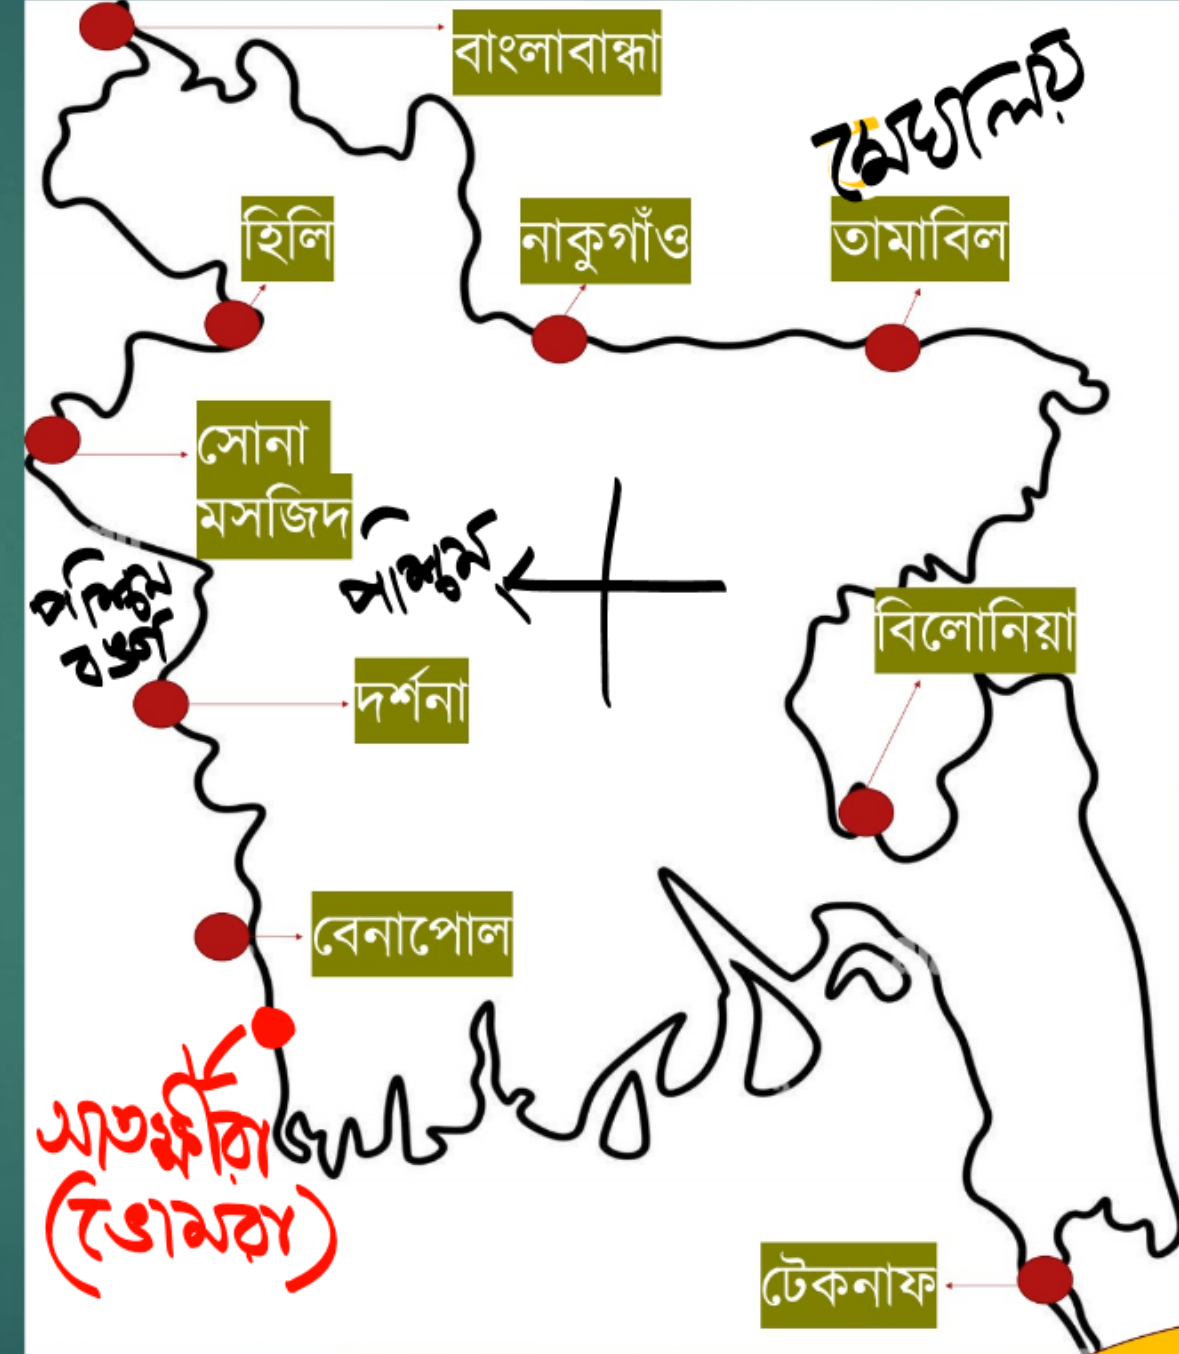 বাংলাবান্ধা
মেঘালয়
হিলি
নাকুগাঁও
তামাবিল
সোনা
মসজিদ
পশ্চিম
পশ্চিম
বঙ্গ
বিলোনিয়া
দর্শনা
বেনাপোল
সাতক্ষীরা
(ভোমরা)
টেকনাফ